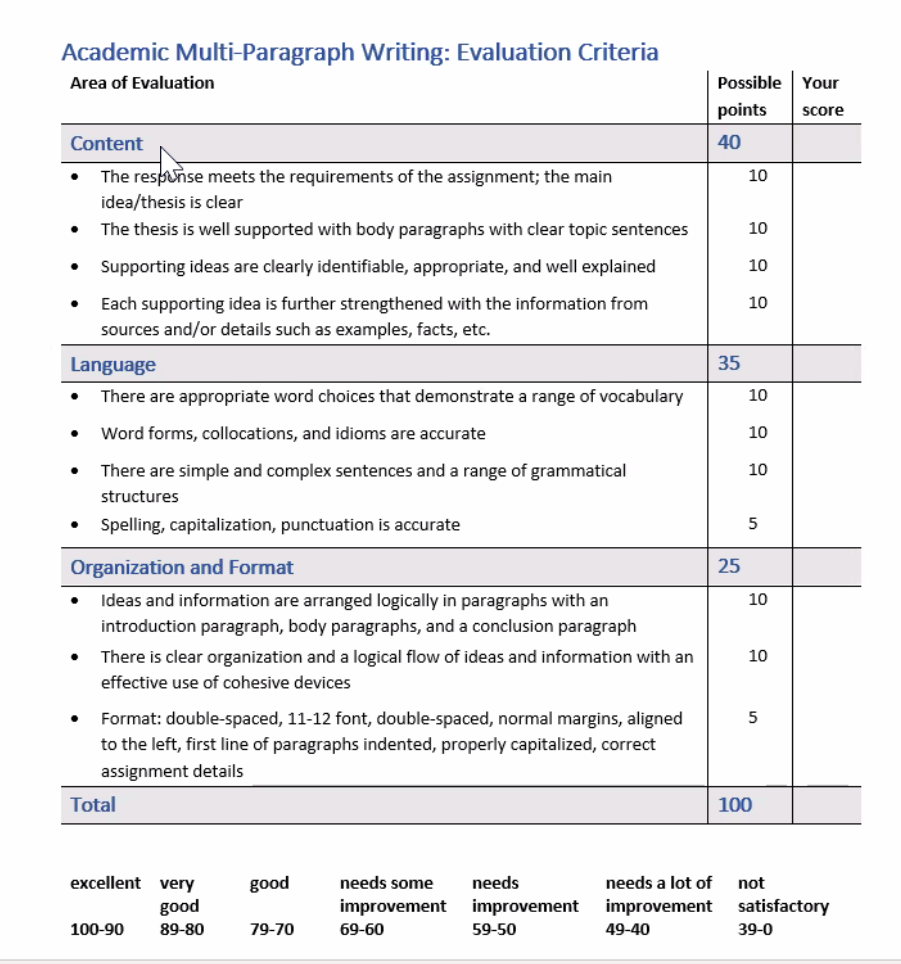 Academic Multi-Paragraph Writing: Evaluation Criteria
Area of Evaluation Possible points Your score
Content 40
• The response meets the requirements of the assignment; the main 10
idea/thesis is clear
• The thesis is well supported with body paragraphs with clear topic sentences 10
• Supporting ideas are clearly identifiable, appropriate, and well explained 10
• Each supporting idea is further strengthened with the information from 10
sources and/or details such as examples, facts, etc.
Language 35
• There are appropriate word choices that demonstrate a range of vocabulary 10
• Word forms, collocations, and idioms are accurate 10
• There are simple and complex sentences and a range of grammatical 10
structures
• Spelling, capitalization, punctuation is accurate 5
Organization and Format 25
• Ideas and information are arranged logically in paragraphs with an 10
introduction paragraph, body paragraphs, and a conclusion paragraph
• There is clear organization and a logical flow of ideas and information with an 10
effective use of cohesive devices
• Format: double-spaced, 11-12 font, double-spaced, normal margins, aligned 5
to the left, first line of paragraphs indented, properly capitalized, correct
assignment details
Total 100
excellent very good good needs some improvement needs improvement needs a lot of improvement not satisfactory
100-90 89-80 79-70 69-60 59-50 49-40 39-0